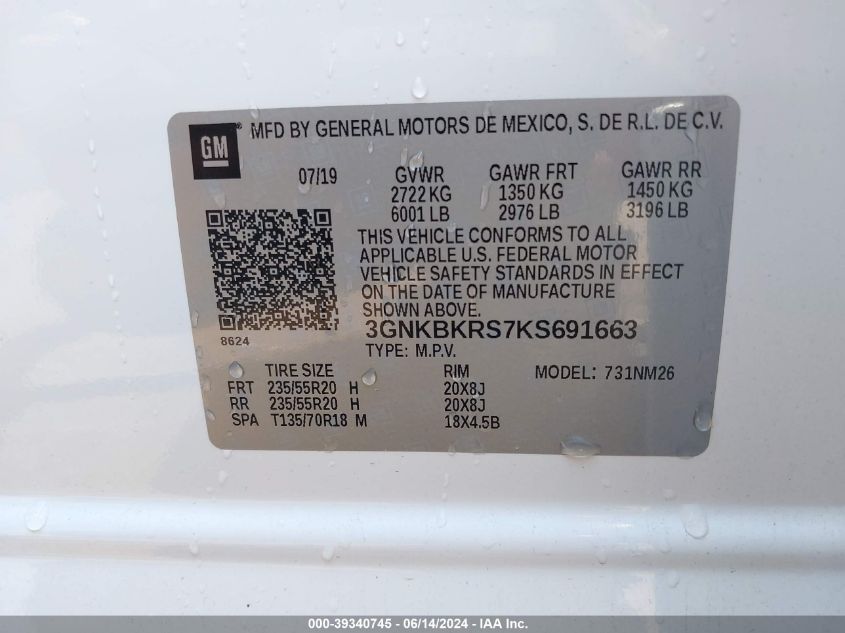 GM ® MFD BY GENERAL MOTORS DE MEXICO, S. DE R.L. DE C.V.
07/19 GVWR GAWR FRT GAWR RR
2722 KG 1350 KG 1450 KG
6001 LB 2976 LB 3196 LB
THIS VEHICLE CONFORMS TO ALL
APPLICABLE U.S. FEDERAL MOTOR
VEHICLE SAFETY STANDARDS IN EFFECT
ON THE DATE OF MANUFACTURE
SHOWN ABOVE.
3GNKBKRS7KS691663
8624
TYPE: M.P.V.
TIRE SIZE RIM MODEL: 731NM26
FRT 235/55R20 H 20X8J
RR 235/55R20 H 20X8J
SPA T135/70R18 M 18X4.5B
000-39340745 - 06/14/2024 - IAA Inc.